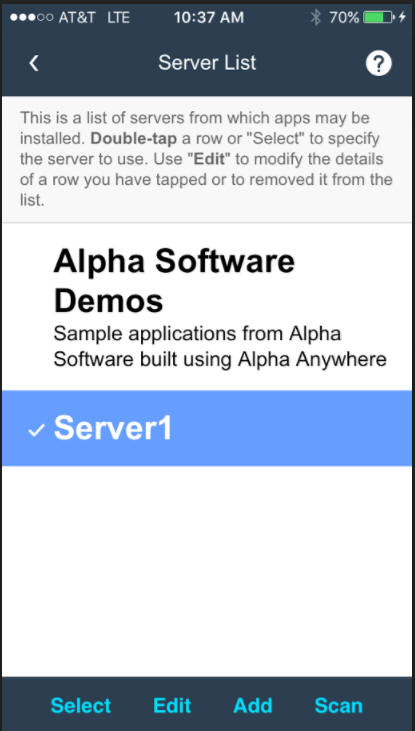 AT&T LTE 10:37 AM 70%
Server List ?
This is a list of servers from which apps may be
installed. Double-tap a row or "Select" to specify
the server to use. Use "Edit" to modify the details
of a row you have tapped or to removed it from the
list.
Alpha Software
Demos
Sample applications from Alpha
Software built using Alpha Anywhere
Server1
Select Edit Add Scan